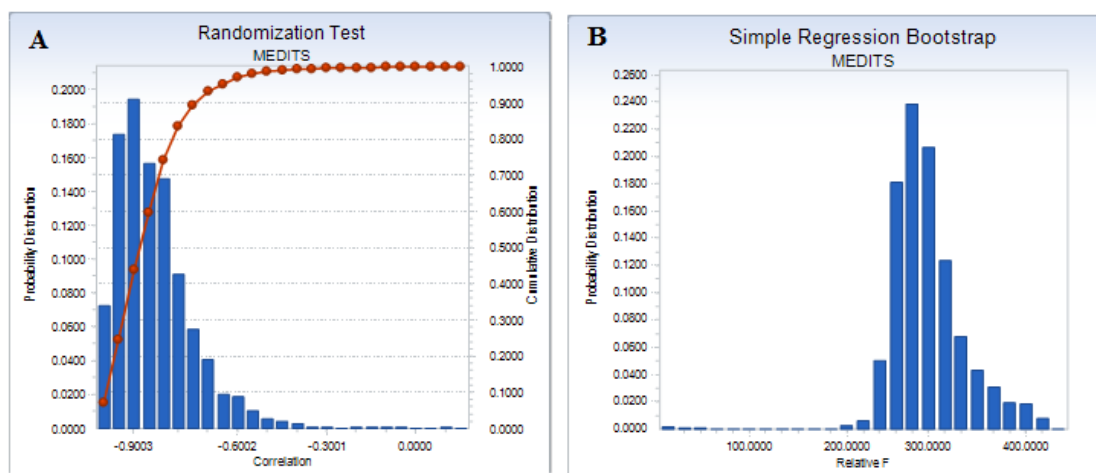 A
Randomization Test
MEDITS
Probability Distribution
0.2000
0.1800
0.1600
0.1400
0.1200
0.1000
0.0800
0.0600
0.0400
0.0200
0.0000
1.0000
0.9000
0.8000
0.7000
0.6000
0.5000
0.4000
0.3000
0.2000
0.1000
0.0000
Cumulative Distribution
-0.9003 -0.6002 -0.3001 0.0000
Correlation
B
Simple Regression Bootstrap
MEDITS
Probability Distribution
0.2600
0.2400
0.2200
0.2000
0.1800
0.1600
0.1400
0.1200
0.1000
0.0800
0.0600
0.0400
0.0200
0.0000
100.0000 200.0000 300.0000 400.0000
Relative F